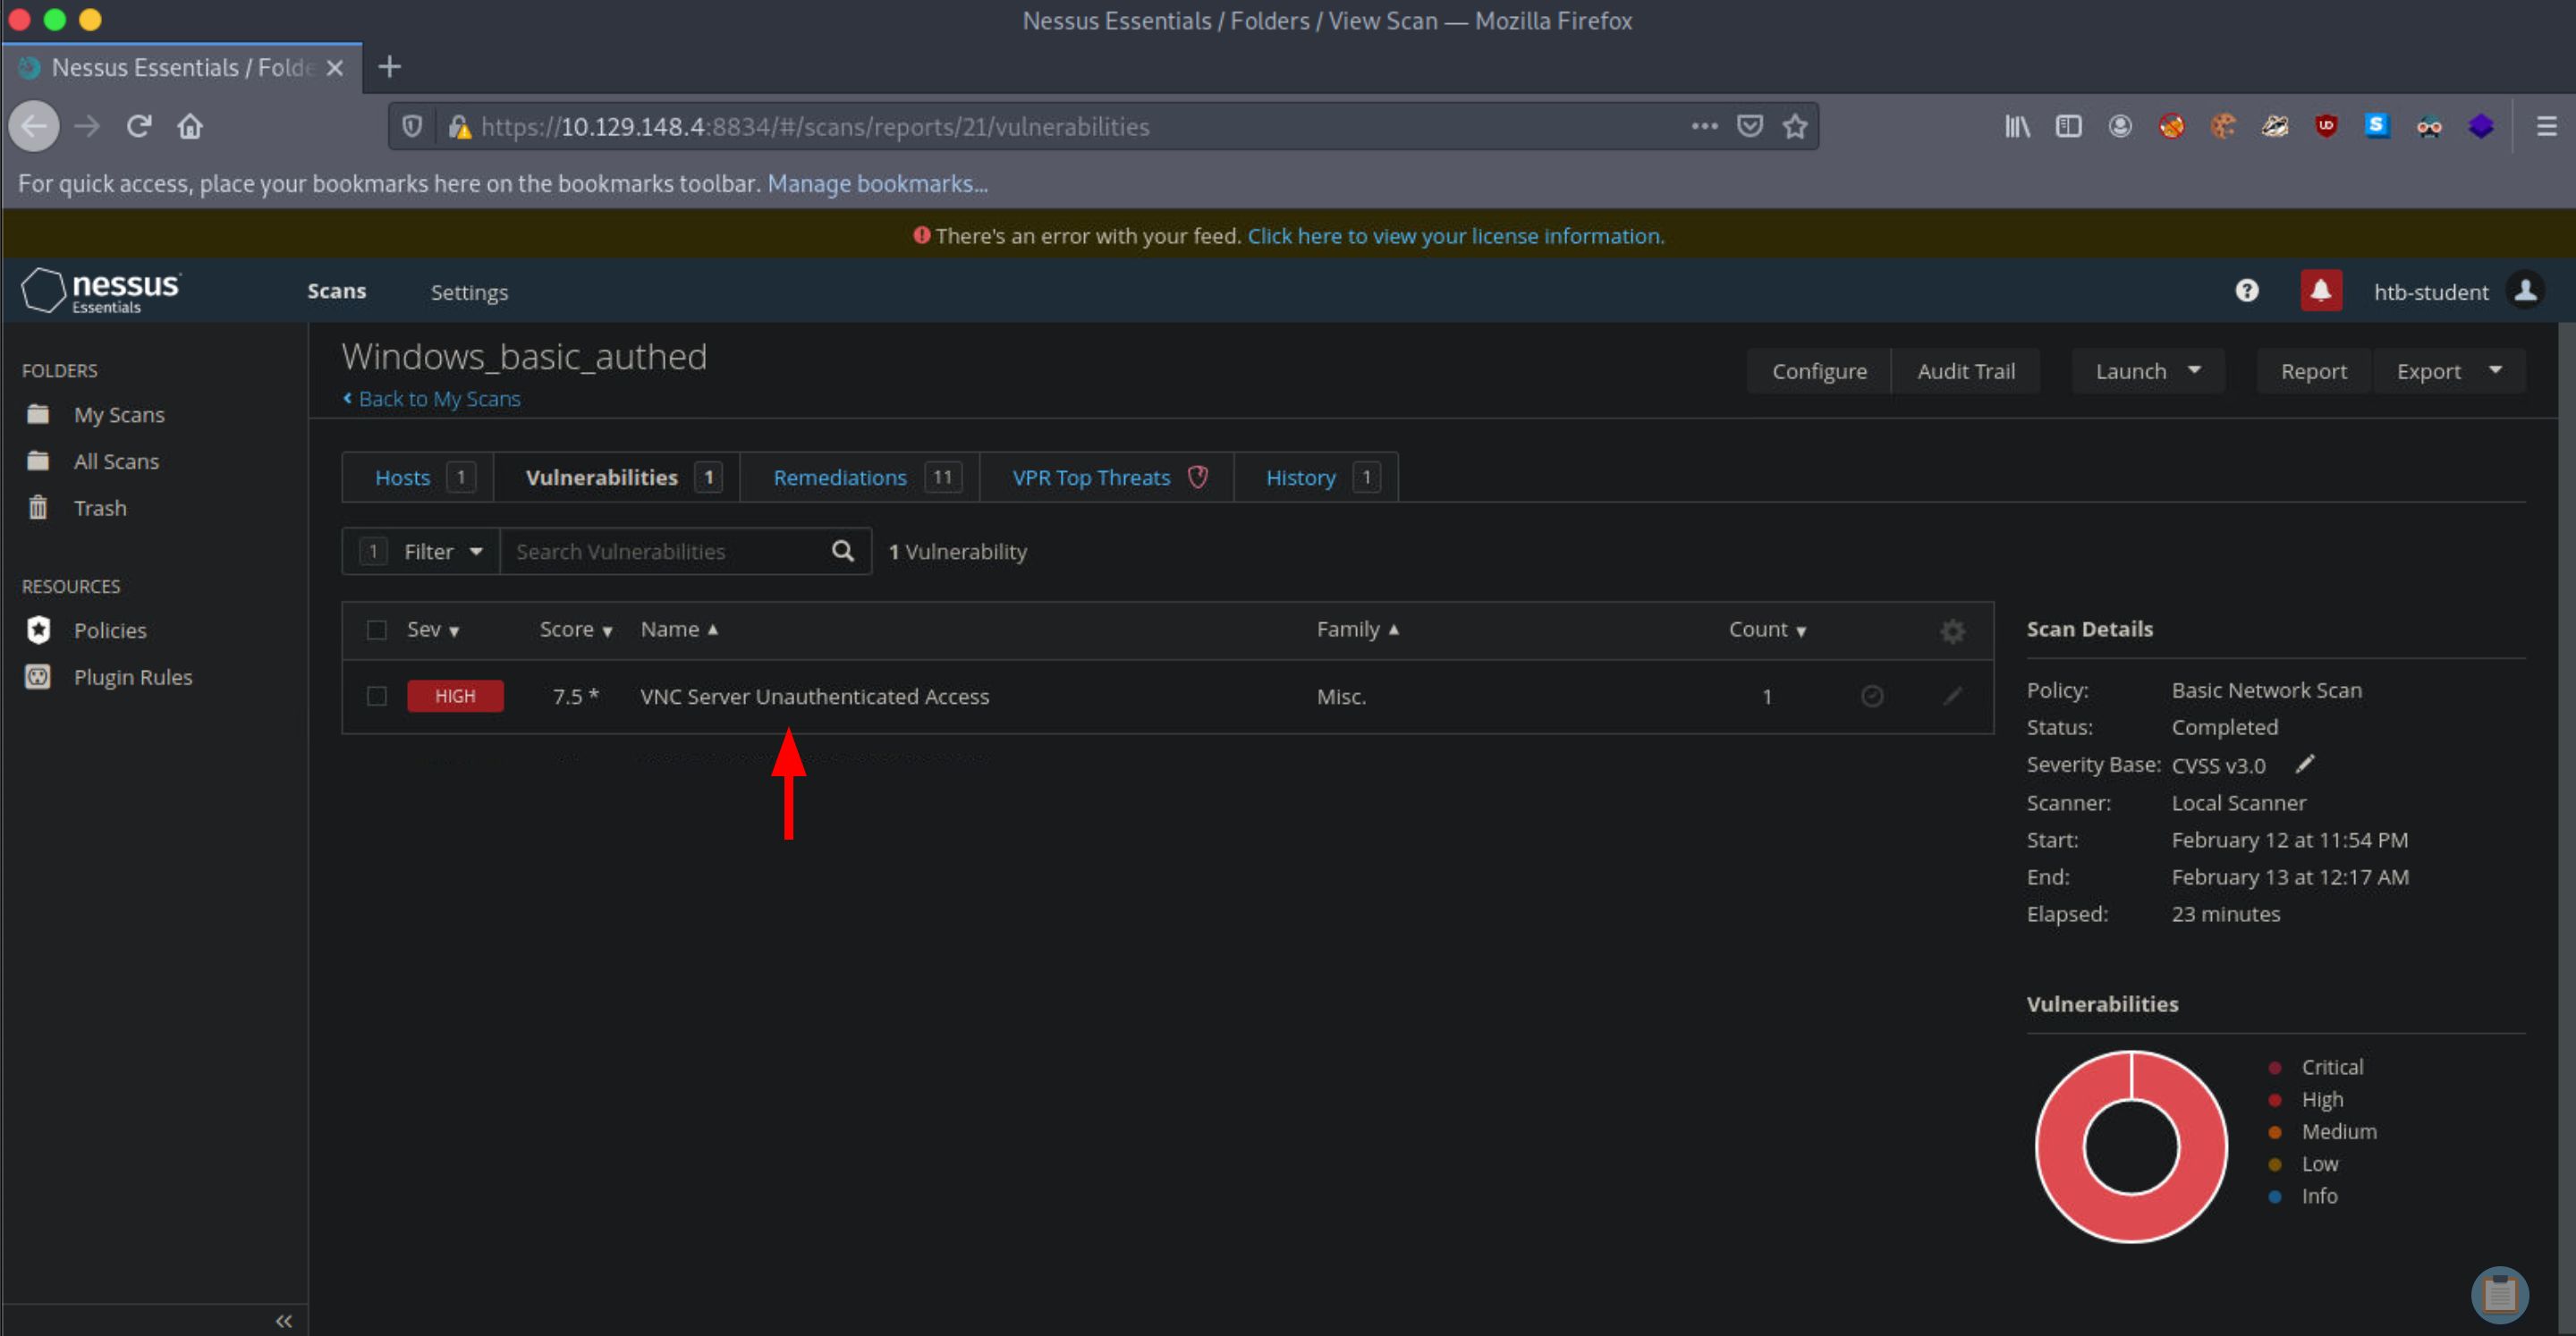 Nessus Essentials / Folders / View Scan — Mozilla Firefox
Nessus Essentials / Folde
https://10.129.148.4:8834/#/scans/reports/21/vulnerabilities
For quick access, place your bookmarks here on the bookmarks toolbar. Manage bookmarks...
There's an error with your feed. Click here to view your license information.
nessus
Essentials
Scans
Settings
htb-student
FOLDERS
My Scans
All Scans
Trash
RESOURCES
Policies
Plugin Rules
Windows_basic_authed
Back to My Scans
Configure
Audit Trail
Launch
Report
Export
Hosts 1
Vulnerabilities 1
Remediations 11
VPR Top Threats
History 1
1 Filter
Search Vulnerabilities
1 Vulnerability
Sev Score Name Family Count
HIGH 7.5 * VNC Server Unauthenticated Access Misc. 1
Scan Details
Policy: Basic Network Scan
Status: Completed
Severity Base: CVSS v3.0
Scanner: Local Scanner
Start: February 12 at 11:54 PM
End: February 13 at 12:17 AM
Elapsed: 23 minutes
Vulnerabilities
Critical
High
Medium
Low
Info